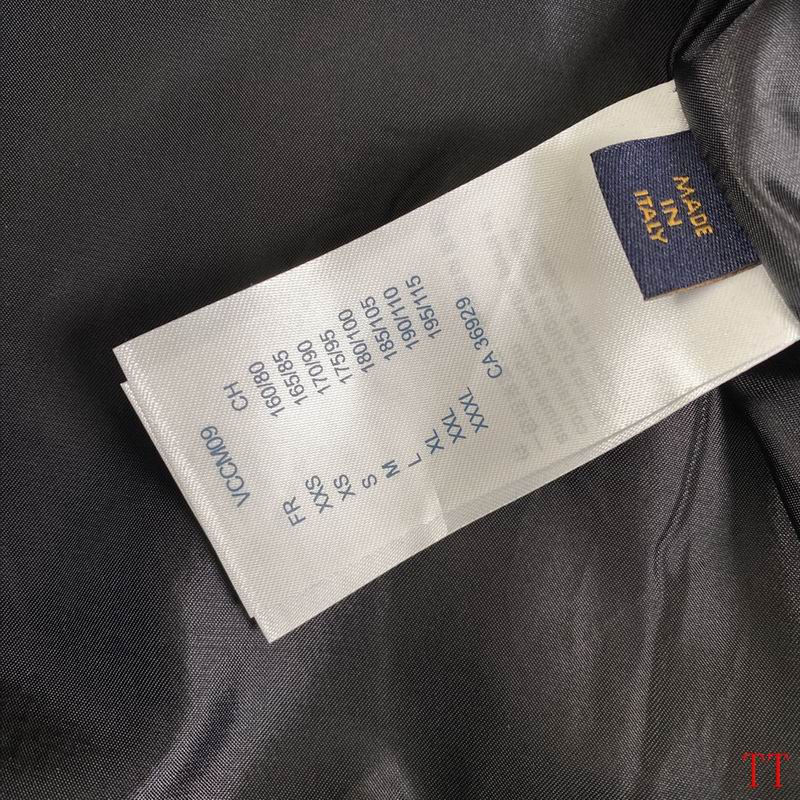 MADE
IN
ITALY
VCCM09
FR CH
XXS 160/80
XS 165/85
S 170/90
M 175/95
L 180/100
XL 185/105
XXL 190/110
XXXL 195/115
CA 36929
TT